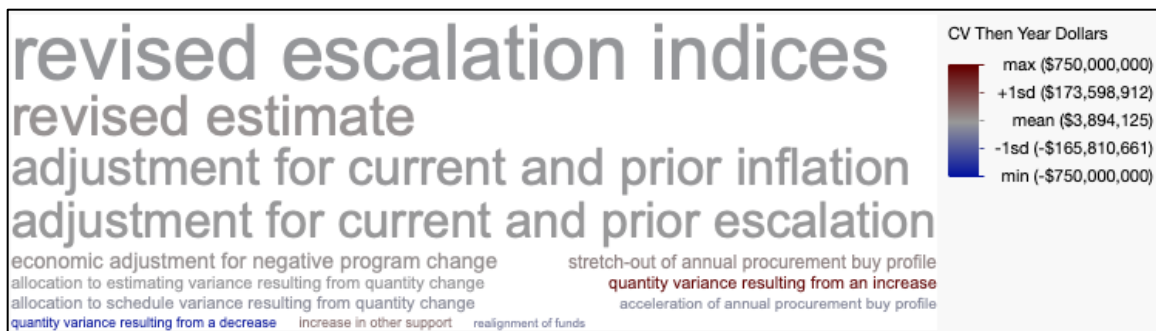 revised escalation indices
revised estimate
adjustment for current and prior inflation
adjustment for current and prior escalation
economic adjustment for negative program change
stretch-out of annual procurement buy profile
allocation to estimating variance resulting from quantity change
quantity variance resulting from an increase
allocation to schedule variance resulting from quantity change
acceleration of annual procurement buy profile
quantity variance resulting from a decrease
increase in other support
realignment of funds
CV Then Year Dollars
max ($750,000,000)
+1sd ($173,598,912)
mean ($3,894,125)
-1sd (-$165,810,661)
min (-$750,000,000)